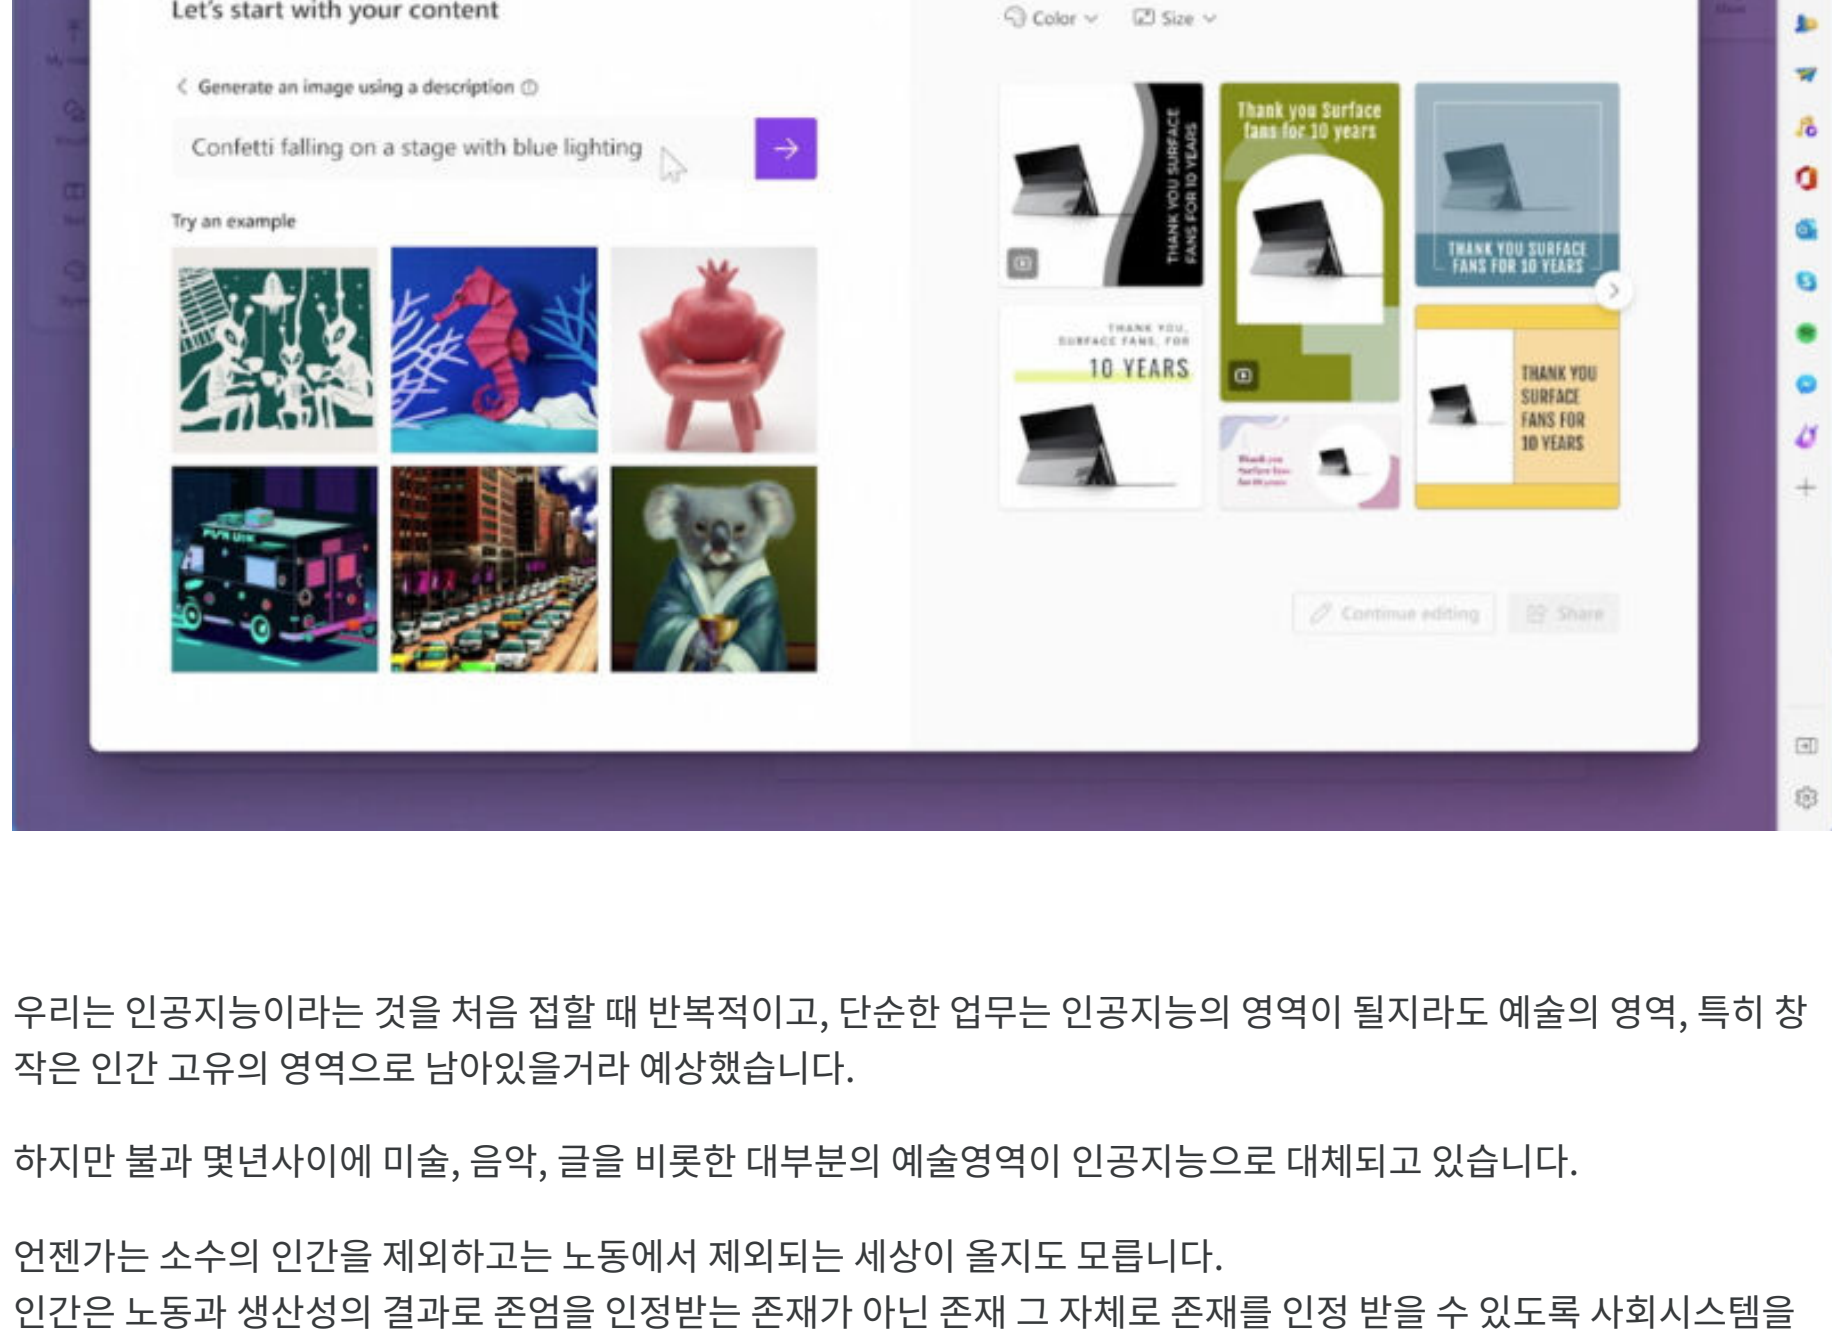 Let's start with your content
Color
Size
Generate an image using a description
Confetti falling on a stage with blue lighting
Try an example
THANK YOU SURFACE
FANS FOR 10 YEARS
Thank you Surface
fans for 10 years
THANK YOU SURFACE
FANS FOR 10 YEARS
THANK YOU,
SURFACE FANS, FOR
10 YEARS
Thank you
Surface fans
for 10 years
THANK YOU
SURFACE
FANS FOR
10 YEARS
Continue editing
Share
우리는 인공지능이라는 것을 처음 접할 때 반복적이고, 단순한 업무는 인공지능의 영역이 될지라도 예술의 영역, 특히 창
작은 인간 고유의 영역으로 남아있을거라 예상했습니다.
하지만 불과 몇년사이에 미술, 음악, 글을 비롯한 대부분의 예술영역이 인공지능으로 대체되고 있습니다.
언젠가는 소수의 인간을 제외하고는 노동에서 제외되는 세상이 올지도 모릅니다.
인간은 노동과 생산성의 결과로 존엄을 인정받는 존재가 아닌 존재 그 자체로 존재를 인정 받을 수 있도록 사회시스템을